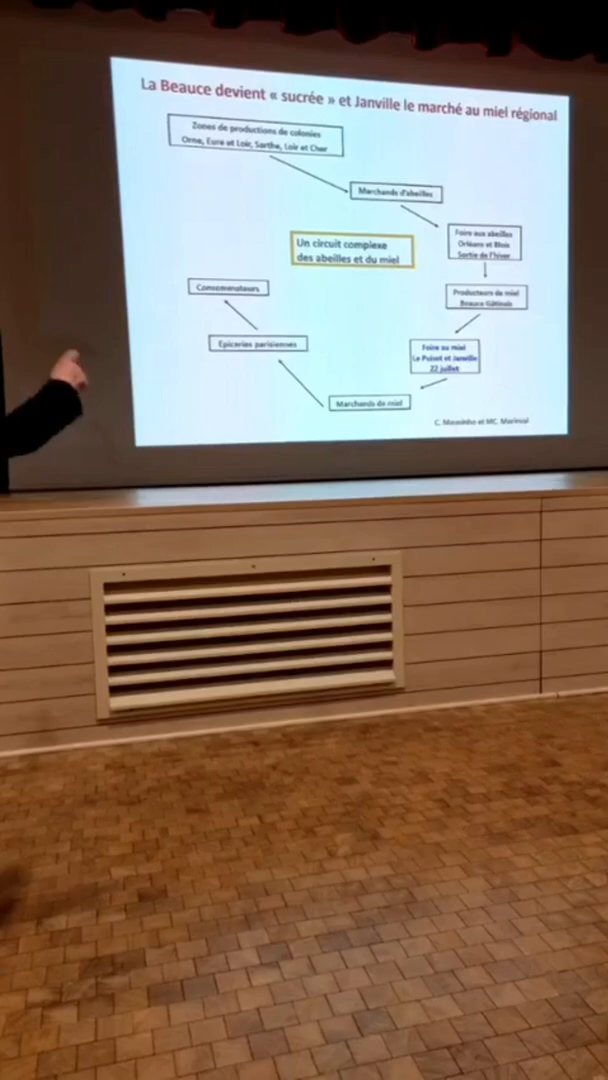 La Beauce devient « sucrée » et Janville le marché au miel régional
Zones de productions de colonies
Orne, Eure et Loir, Sarthe, Loir et Cher
Marchands d'abeilles
Foire aux abeilles
Orléans et Blois
Sortie de l'hiver
Un circuit complexe
des abeilles et du miel
Producteurs de miel
Beauce Gâtinais
Consommateurs
Epiceries parisiennes
Foire au miel
Le Puiset et Janville
22 juillet
Marchands de miel
C. et MC.